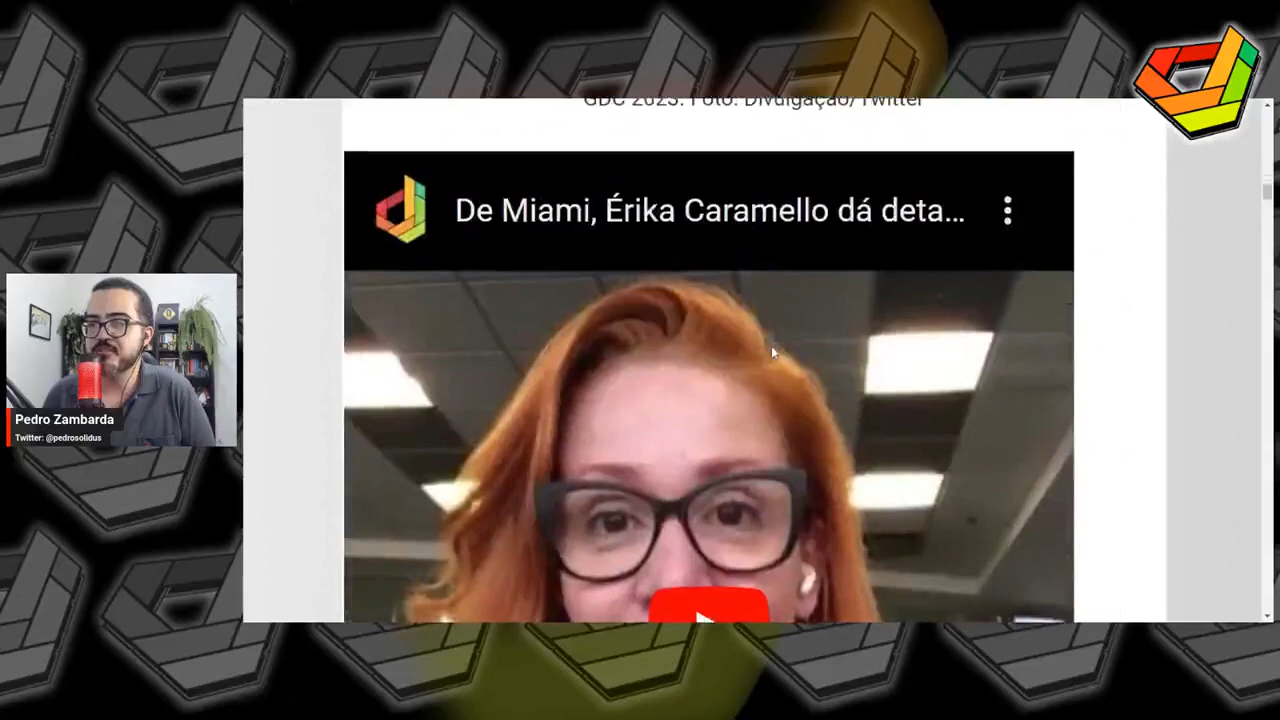 GDC 2023. Foto: Divulgação/Twitter
De Miami, Érika Caramello dá deta...
Pedro Zambarda
Twitter: @pedrosolidus